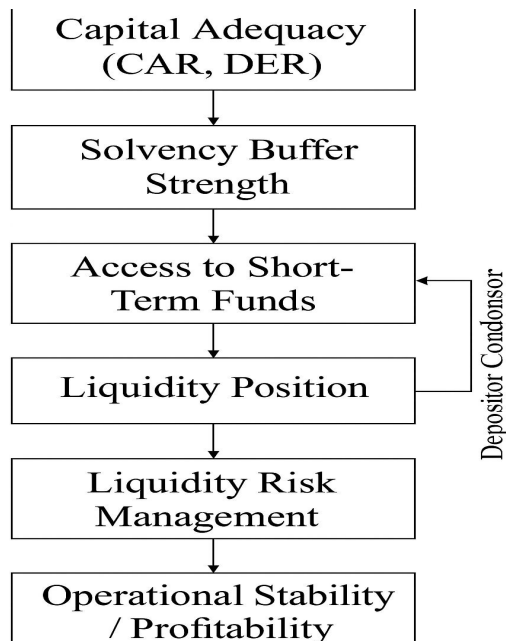 Capital Adequacy
(CAR, DER)
Solvency Buffer
Strength
Access to Short-
Term Funds
Depositor Condonsor
Liquidity Position
Liquidity Risk
Management
Operational Stability
/ Profitability